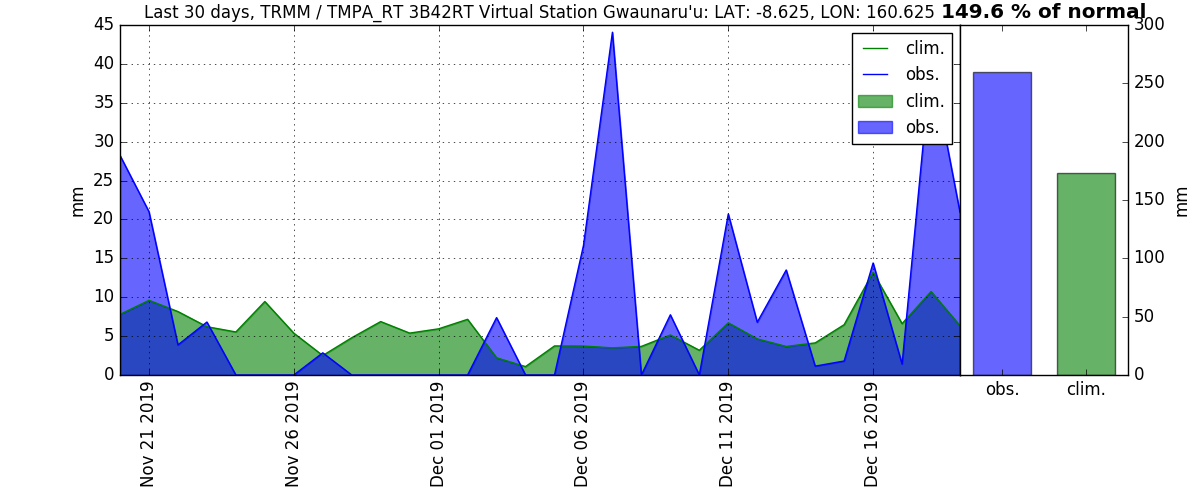 Last 30 days, TRMM / TMPA_RT 3B42RT Virtual Station Gwaunaru'u: LAT: -8.625, LON: 160.625 149.6 % of normal
45
40
35
30
25
20
15
10
5
0
mm
clim.
obs.
clim.
obs.
Nov 21 2019
Nov 26 2019
Dec 01 2019
Dec 06 2019
Dec 11 2019
Dec 16 2019
300
250
200
150
100
50
0
mm
obs. clim.